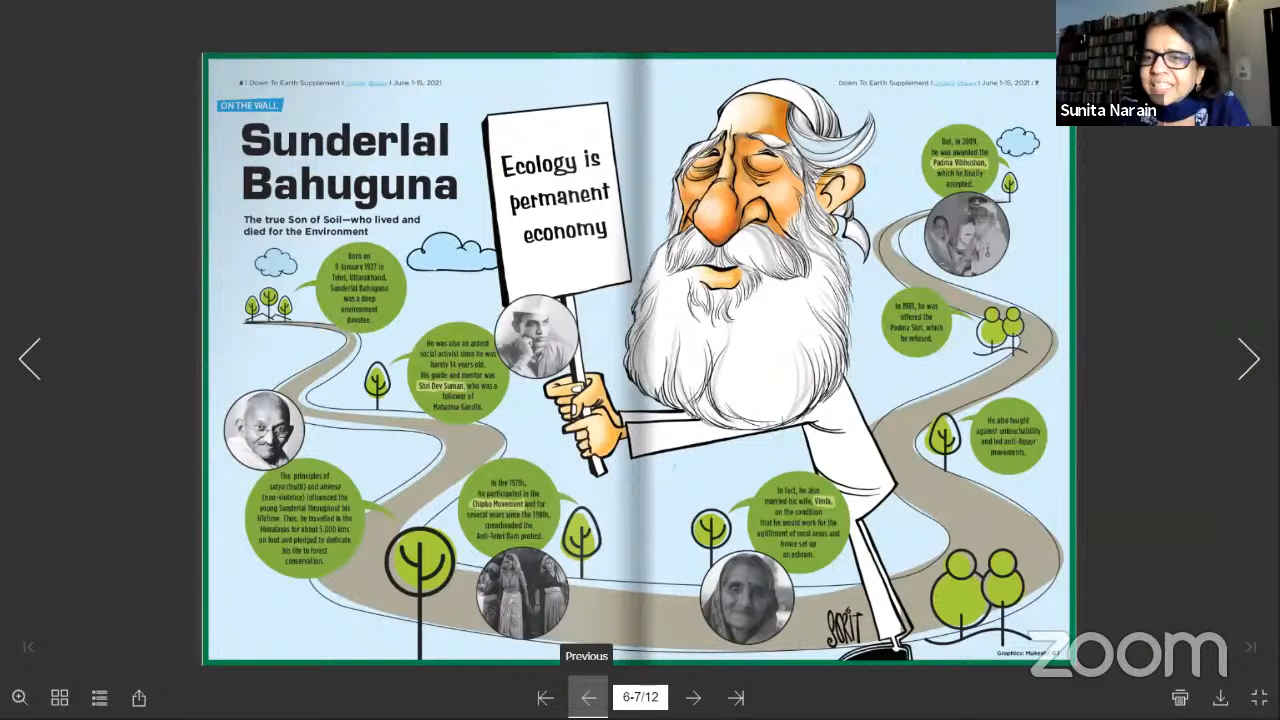 Sunita Narain
6 I Down To Earth Supplement I
I June 1-15, 2021
Down To Earth Supplement I
I June 1-15, 2021 / 7
ON THE WALL
Sunderlal
Bahuguna
The true Son of Soil—who lived and
died for the Environment
Ecology is
permanent
economy
Born on
9 January 1927 in
Tehri, Uttarakhand,
Sunderlal Bahuguna
was a deep
environment
devotee.
He was also an ardent
social activist since he was
barely 14 years old.
His guide and mentor was
Shri Dev Suman, who was a
follower of
Mahatma Gandhi.
The principles of
satya (truth) and ahimsa
(non-violence) influenced the
young Sunderlal throughout his
lifetime. Thus, he travelled in the
Himalayas for about 5,000 kms
on foot and pledged to dedicate
his life to forest
conservation.
In the 1970s,
he participated in the
Chipko Movement and for
several years since the 1980s,
spearheaded the
Anti-Tehri Dam protest.
In fact, he also
married his wife, Vimla,
on the condition
that he would work for the
upliftment of rural areas and
hence set up
an ashram.
He also fought
against untouchability
and led anti-liquor
movements.
In 1981, he was
offered the
Padma Shri, which
he refused.
But, in 2009,
he was awarded the
Padma Vibhushan,
which he finally
accepted.
SORIT
Graphics: Mukesh
zoom
Previous
6-7/12